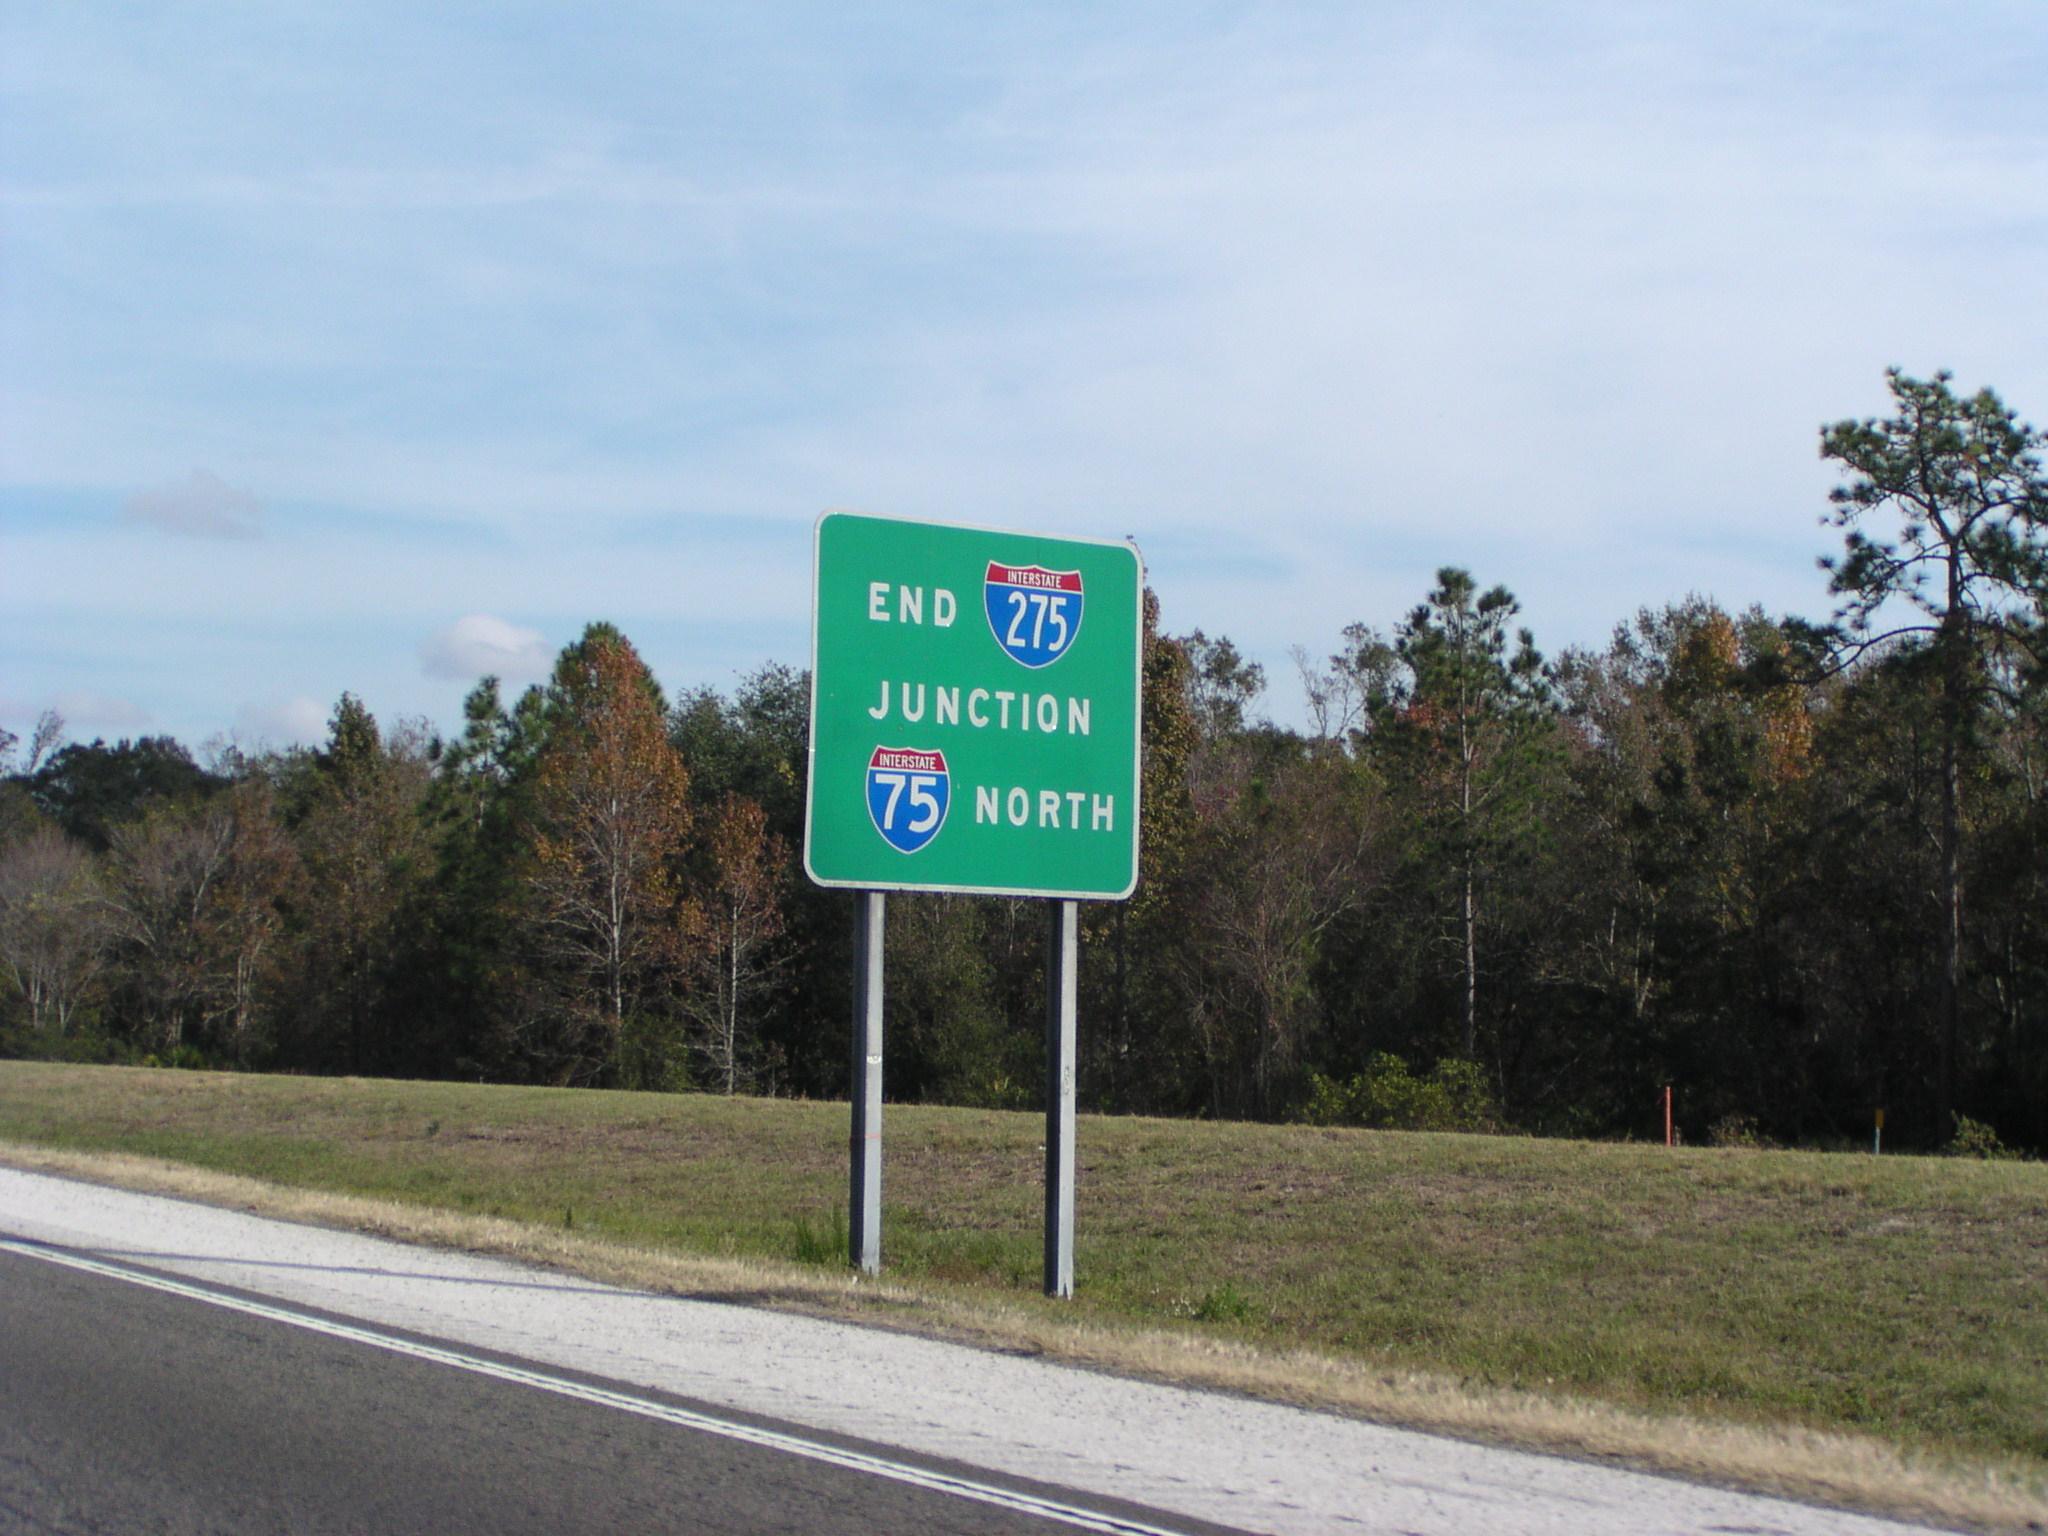 END INTERSTATE 275
JUNCTION
INTERSTATE 75 NORTH